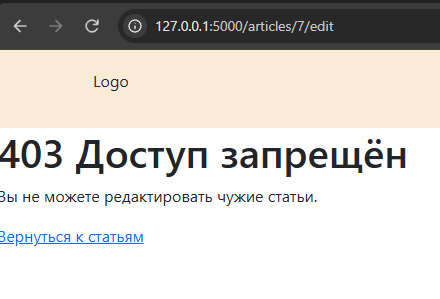 127.0.0.1:5000/articles/7/edit
Logo
403 Доступ запрещён
Вы не можете редактировать чужие статьи.
Вернуться к статьям